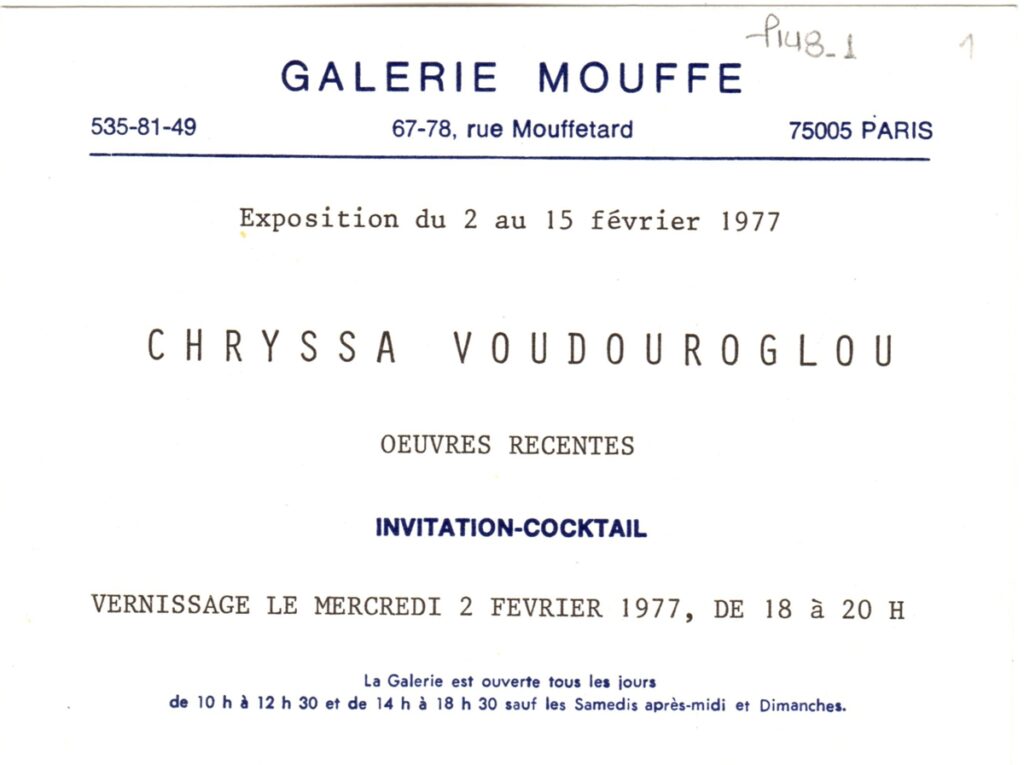 Π148_1 1
GALERIE MOUFFE
535-81-49 67-78, rue Mouffetard 75005 PARIS
Exposition du 2 au 15 février 1977
CHRYSSA VOUDOUROGLOU
OEUVRES RECENTES
INVITATION-COCKTAIL
VERNISSAGE LE MERCREDI 2 FEVRIER 1977, DE 18 à 20 H
La Galerie est ouverte tous les jours
de 10 h à 12 h 30 et de 14 h à 18 h 30 sauf les Samedis après-midi et Dimanches.